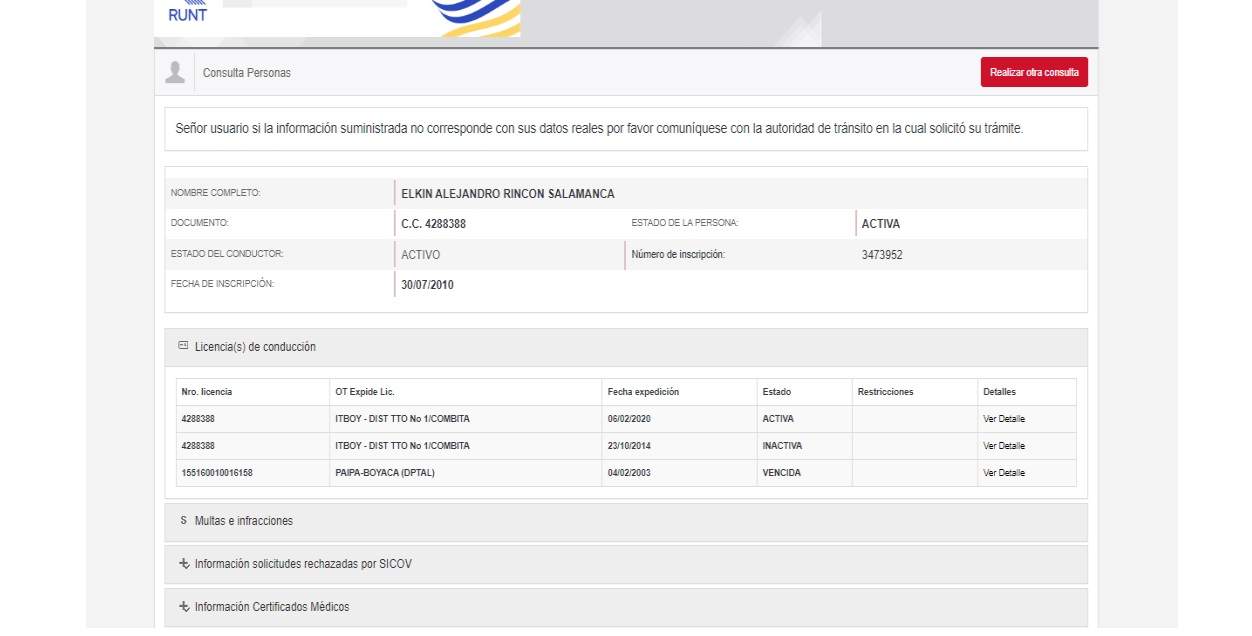 RUNT
Consulta Personas
Realizar otra consulta
Señor usuario si la información suministrada no corresponde con sus datos reales por favor comuníquese con la autoridad de tránsito en la cual solicitó su trámite.
NOMBRE COMPLETO: ELKIN ALEJANDRO RINCON SALAMANCA
DOCUMENTO: C.C. 4288388 ESTADO DE LA PERSONA: ACTIVA
ESTADO DEL CONDUCTOR: ACTIVO Número de inscripción: 3473952
FECHA DE INSCRIPCIÓN: 30/07/2010
Licencia(s) de conducción
Nro. licencia OT Expide Lic. Fecha expedición Estado Restricciones Detalles
4288388 ITBOY - DIST TTO No 1/COMBITA 06/02/2020 ACTIVA Ver Detalle
4288388 ITBOY - DIST TTO No 1/COMBITA 23/10/2014 INACTIVA Ver Detalle
155160010016158 PAIPA-BOYACA (DPTAL) 04/02/2003 VENCIDA Ver Detalle
S Multas e infracciones
Información solicitudes rechazadas por SICOV
Información Certificados Médicos